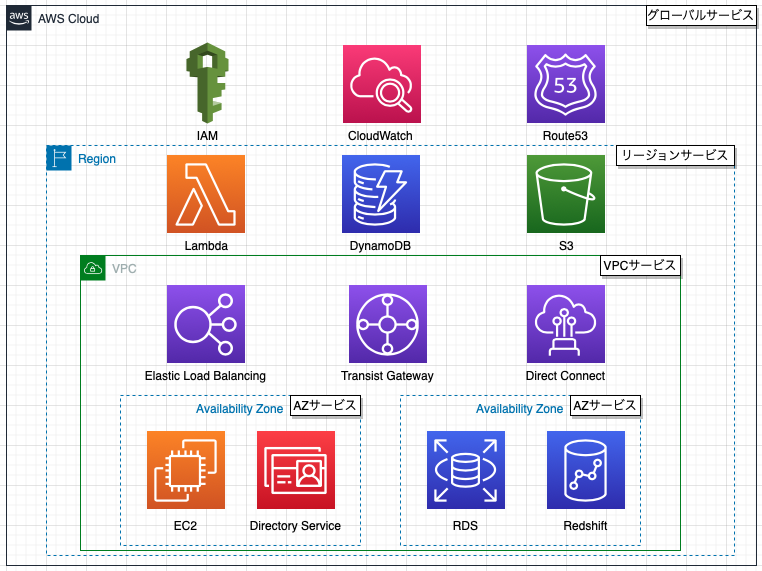 aws
AWS Cloud
グローバルサービス
IAM
CloudWatch
53
Route53
Region
リージョンサービス
Lambda
DynamoDB
S3
VPC
VPCサービス
Elastic Load Balancing
Transist Gateway
Direct Connect
Availability Zone
AZサービス
Availability Zone
AZサービス
EC2
Directory Service
RDS
Redshift